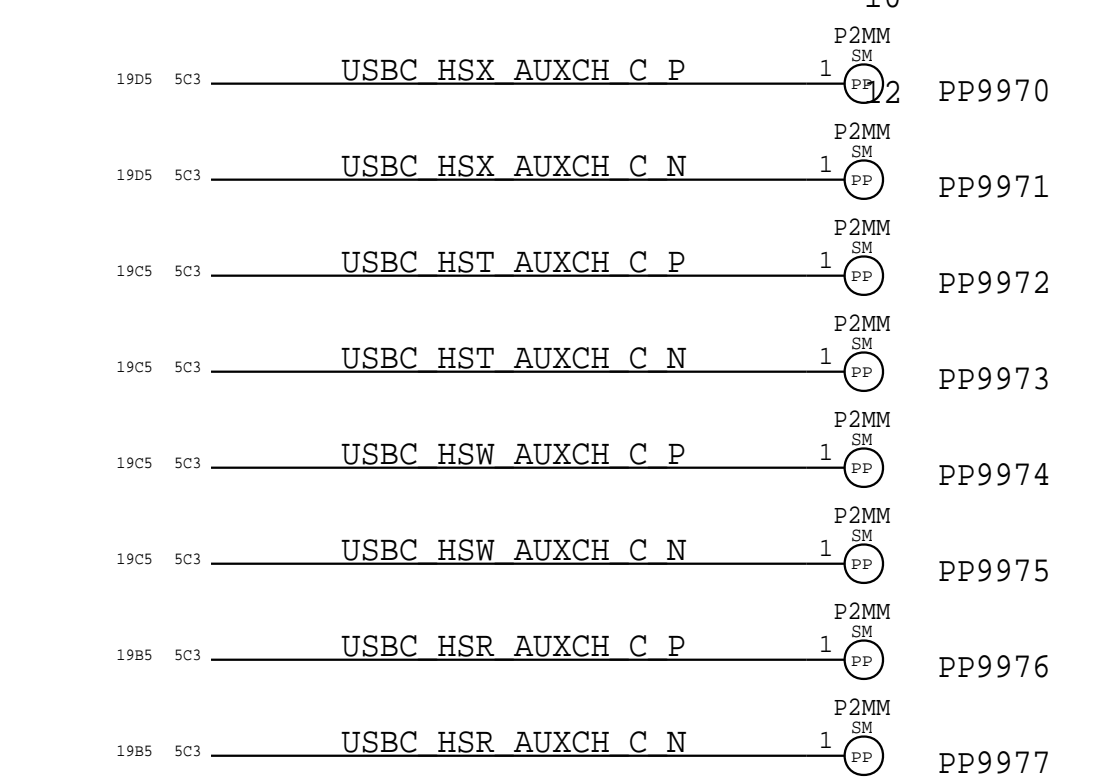 P2MM
SM
19D5 5C3 USBC_HSX_AUXCH_C_P 1 PP 12 PP9970
P2MM
SM
19D5 5C3 USBC_HSX_AUXCH_C_N 1 PP PP9971
P2MM
SM
19C5 5C3 USBC_HST_AUXCH_C_P 1 PP PP9972
P2MM
SM
19C5 5C3 USBC_HST_AUXCH_C_N 1 PP PP9973
P2MM
SM
19C5 5C3 USBC_HSW_AUXCH_C_P 1 PP PP9974
P2MM
SM
19C5 5C3 USBC_HSW_AUXCH_C_N 1 PP PP9975
P2MM
SM
19B5 5C3 USBC_HSR_AUXCH_C_P 1 PP PP9976
P2MM
SM
19B5 5C3 USBC_HSR_AUXCH_C_N 1 PP PP9977